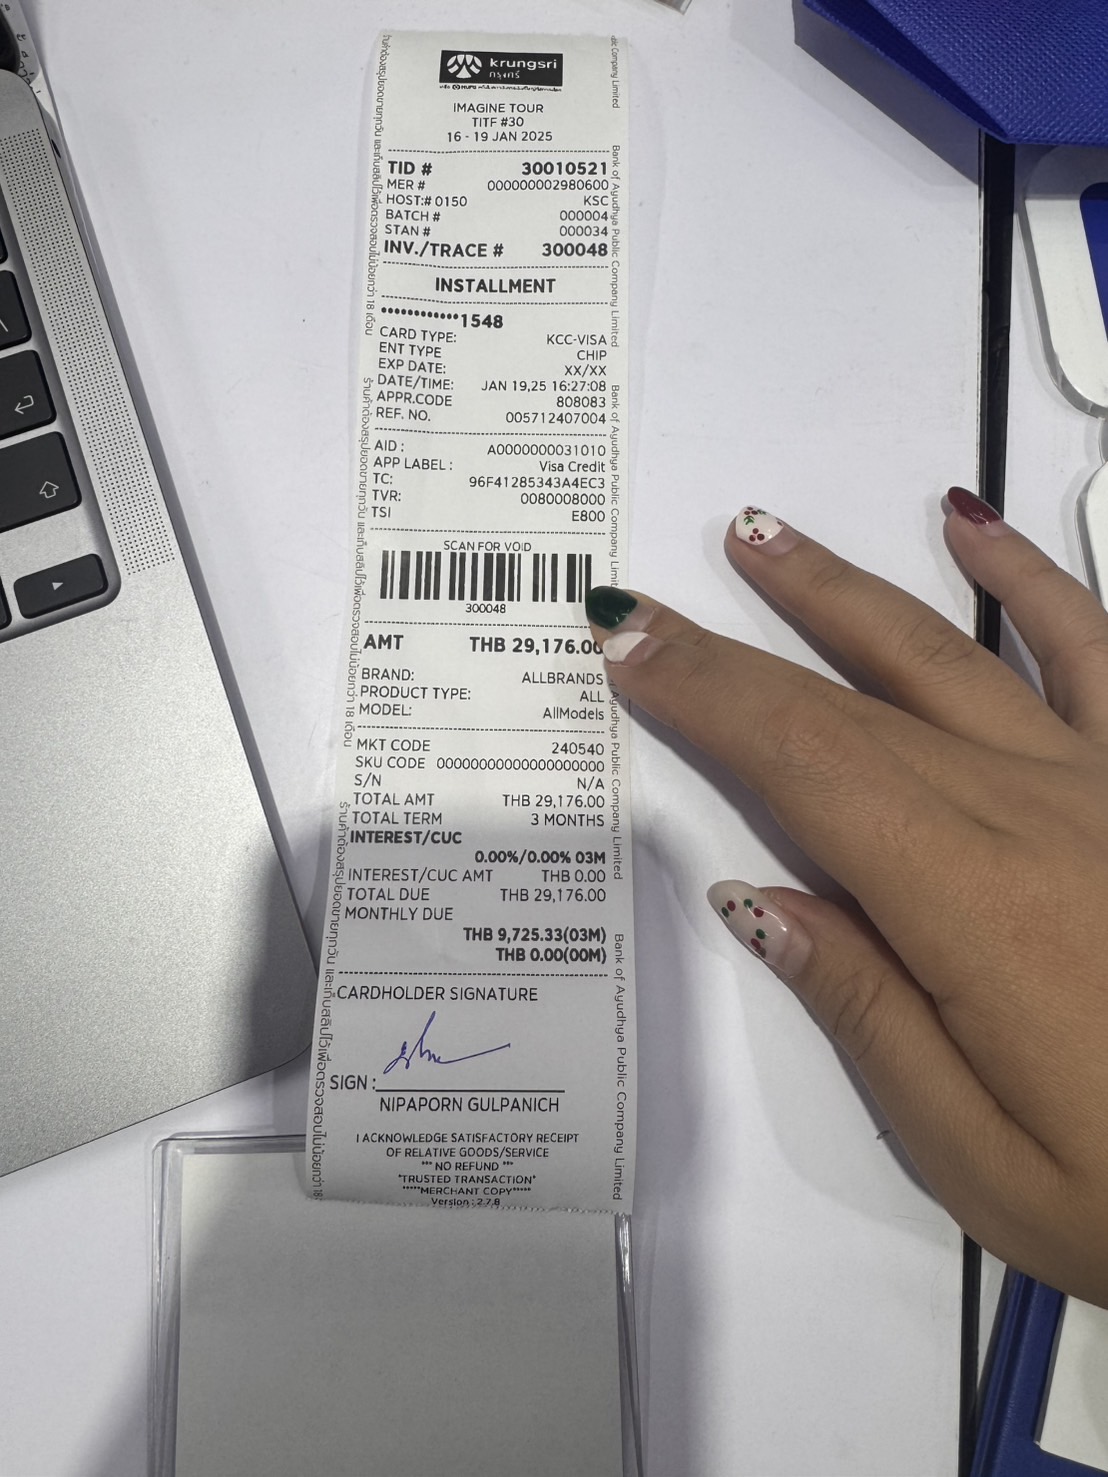 krungsri
กรุงศรี
IMAGINE TOUR
TITF #30
16 - 19 JAN 2025
TID # 30010521
MER # 000000002980600
HOST:# 0150 KSC
BATCH # 000004
STAN # 000034
INV./TRACE # 300048
INSTALLMENT
************1548
CARD TYPE: KCC-VISA
ENT TYPE CHIP
EXP DATE: XX/XX
DATE/TIME: JAN 19,25 16:27:08
APPR.CODE 808083
REF. NO. 005712407004
AID : A0000000031010
APP LABEL : Visa Credit
TC: 96F41285343A4EC3
TVR: 0080008000
TSI E800
SCAN FOR VOID
300048
AMT THB 29,176.00
BRAND: ALLBRANDS
PRODUCT TYPE: ALL
MODEL: AllModels
MKT CODE 240540
SKU CODE 00000000000000000000
S/N N/A
TOTAL AMT THB 29,176.00
TOTAL TERM 3 MONTHS
INTEREST/CUC
0.00%/0.00% 03M
INTEREST/CUC AMT THB 0.00
TOTAL DUE THB 29,176.00
MONTHLY DUE
THB 9,725.33(03M)
THB 0.00(00M)
CARDHOLDER SIGNATURE
SIGN :
NIPAPORN GULPANICH
I ACKNOWLEDGE SATISFACTORY RECEIPT
OF RELATIVE GOODS/SERVICE
*** NO REFUND ***
*TRUSTED TRANSACTION*
*****MERCHANT COPY*****
Version : 2.7.8
Company Limited
Bank of Ayudhya Public Company Limited
Bank of Ayudhya Public Company Limited
Ayudhya Public Company Limited
Bank of Ayudhya Public Company Limited